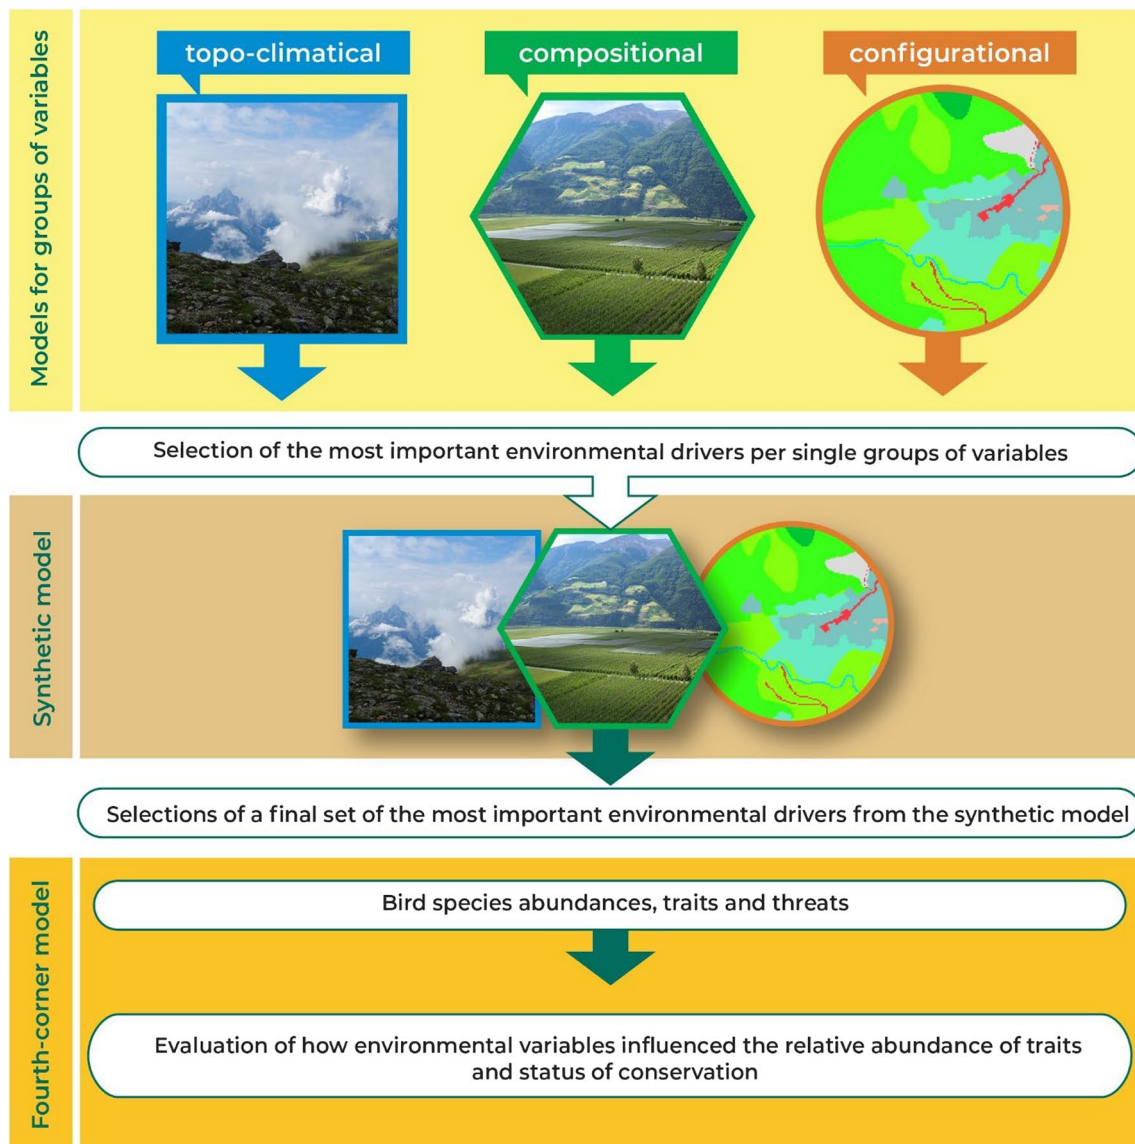 Models for groups of variables
topo-climatical
compositional
configurational
Selection of the most important environmental drivers per single groups of variables
Synthetic model
Selections of a final set of the most important environmental drivers from the synthetic model
Fourth-corner model
Bird species abundances, traits and threats
Evaluation of how environmental variables influenced the relative abundance of traits
and status of conservation